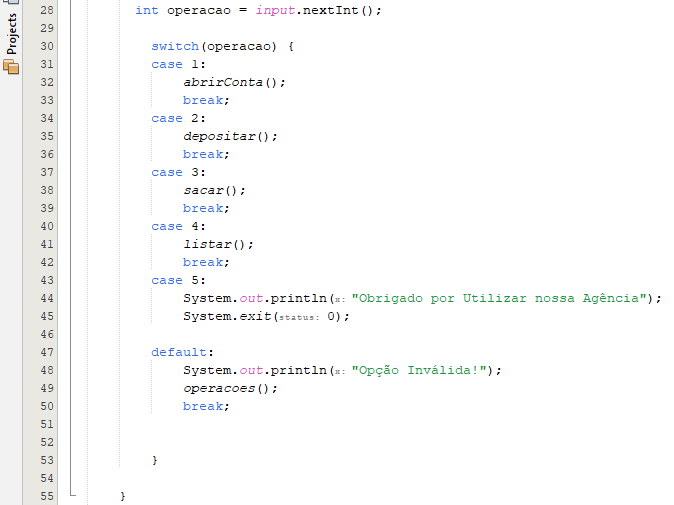 Projects
28 int operacao = input.nextInt();
29
30 switch(operacao) {
31 case 1:
32 abrirConta();
33 break;
34 case 2:
35 depositar();
36 break;
37 case 3:
38 sacar();
39 break;
40 case 4:
41 listar();
42 break;
43 case 5:
44 System.out.println(x: "Obrigado por Utilizar nossa Agência");
45 System.exit(status: 0);
46
47 default:
48 System.out.println(x: "Opção Inválida!");
49 operacoes();
50 break;
51
52
53 }
54
55 }